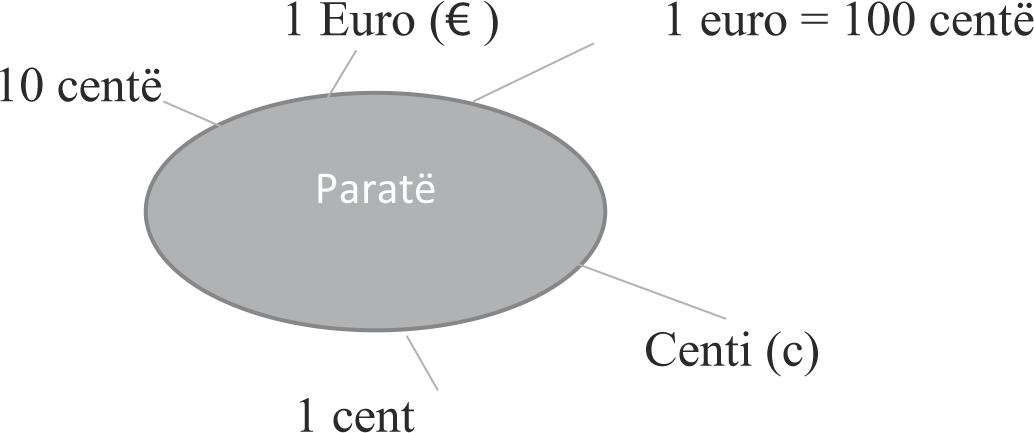 1 Euro (€ )
1 euro = 100 centë
10 centë
Paratë
Centi (c)
1 cent